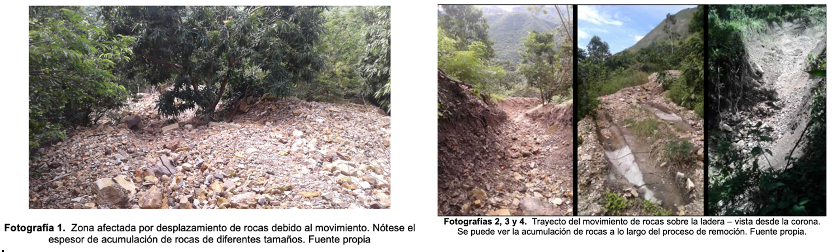 Fotografía 1. Zona afectada por desplazamiento de rocas debido al movimiento. Nótese el
espesor de acumulación de rocas de diferentes tamaños. Fuente propia
Fotografías 2, 3 y 4. Trayecto del movimiento de rocas sobre la ladera – vista desde la corona.
Se puede ver la acumulación de rocas a lo largo del proceso de remoción. Fuente propia.